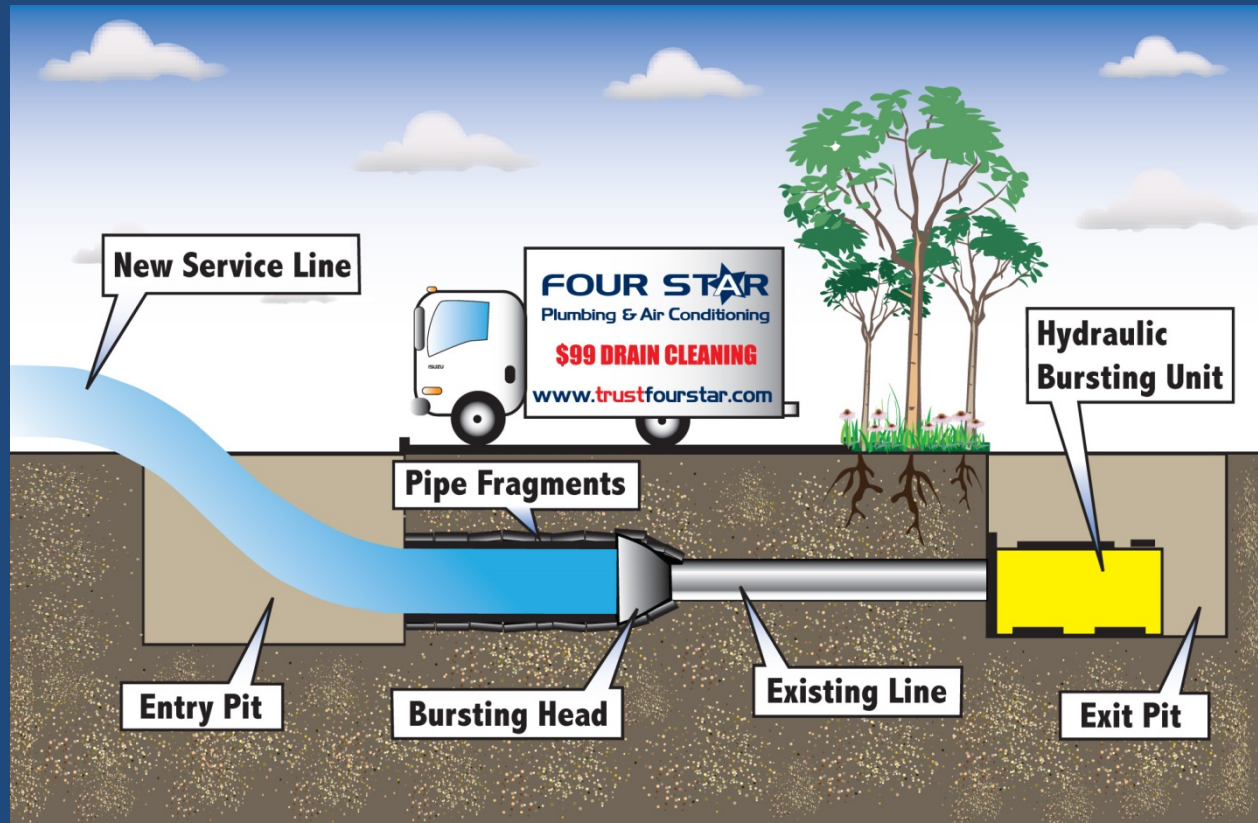 New Service Line
FOUR STAR
Plumbing & Air Conditioning
$99 DRAIN CLEANING
www.trustfourstar.com
ISUZU
Hydraulic
Bursting Unit
Pipe Fragments
Entry Pit
Bursting Head
Existing Line
Exit Pit